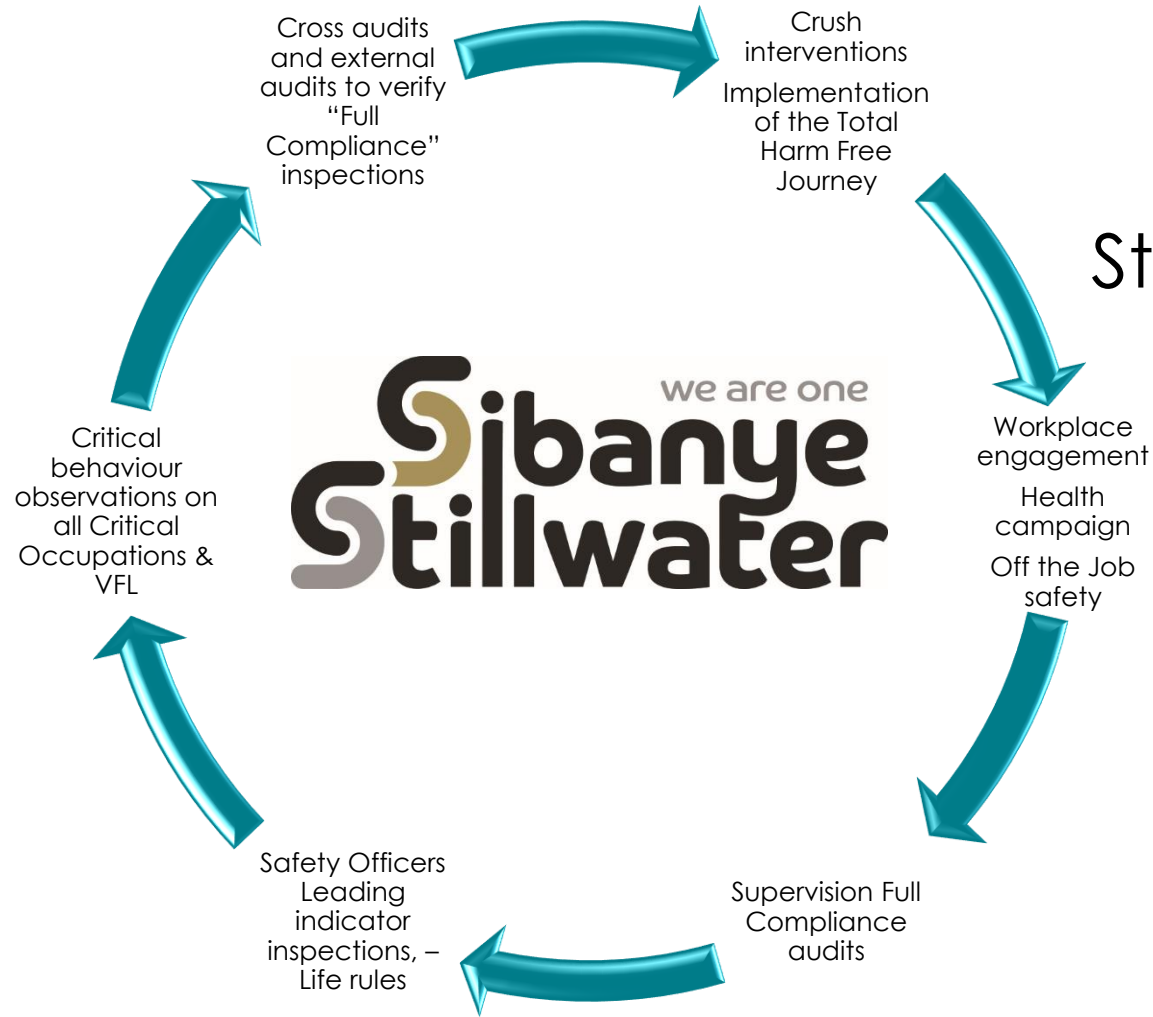 Cross audits
and external
audits to verify
“Full
Compliance”
inspections
Crush
interventions
Implementation
of the Total
Harm Free
Journey
St
Workplace
engagement
Health
campaign
Off the Job
safety
Supervision Full
Compliance
audits
Safety Officers
Leading
indicator
inspections, –
Life rules
Critical
behaviour
observations on
all Critical
Occupations &
VFL
we are one
Sibanye
Stillwater